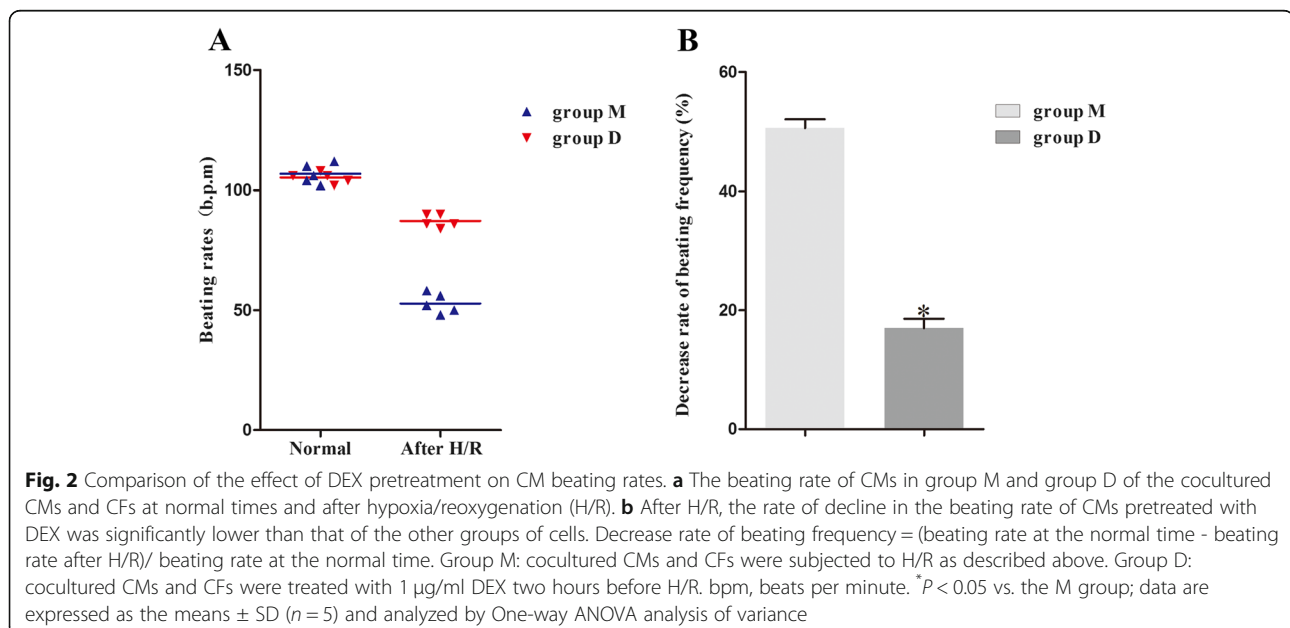 A
B
150
100
50
0
Beating rates (b.p.m)
Normal
After H/R
group M
group D
60
40
20
0
Decrease rate of beating frequency (%)
*
group M
group D
Fig. 2 Comparison of the effect of DEX pretreatment on CM beating rates. a The beating rate of CMs in group M and group D of the cocultured
CMs and CFs at normal times and after hypoxia/reoxygenation (H/R). b After H/R, the rate of decline in the beating rate of CMs pretreated with
DEX was significantly lower than that of the other groups of cells. Decrease rate of beating frequency = (beating rate at the normal time - beating
rate after H/R)/ beating rate at the normal time. Group M: cocultured CMs and CFs were subjected to H/R as described above. Group D:
cocultured CMs and CFs were treated with 1 μg/ml DEX two hours before H/R. bpm, beats per minute. *P < 0.05 vs. the M group; data are
expressed as the means ± SD (n = 5) and analyzed by One-way ANOVA analysis of variance